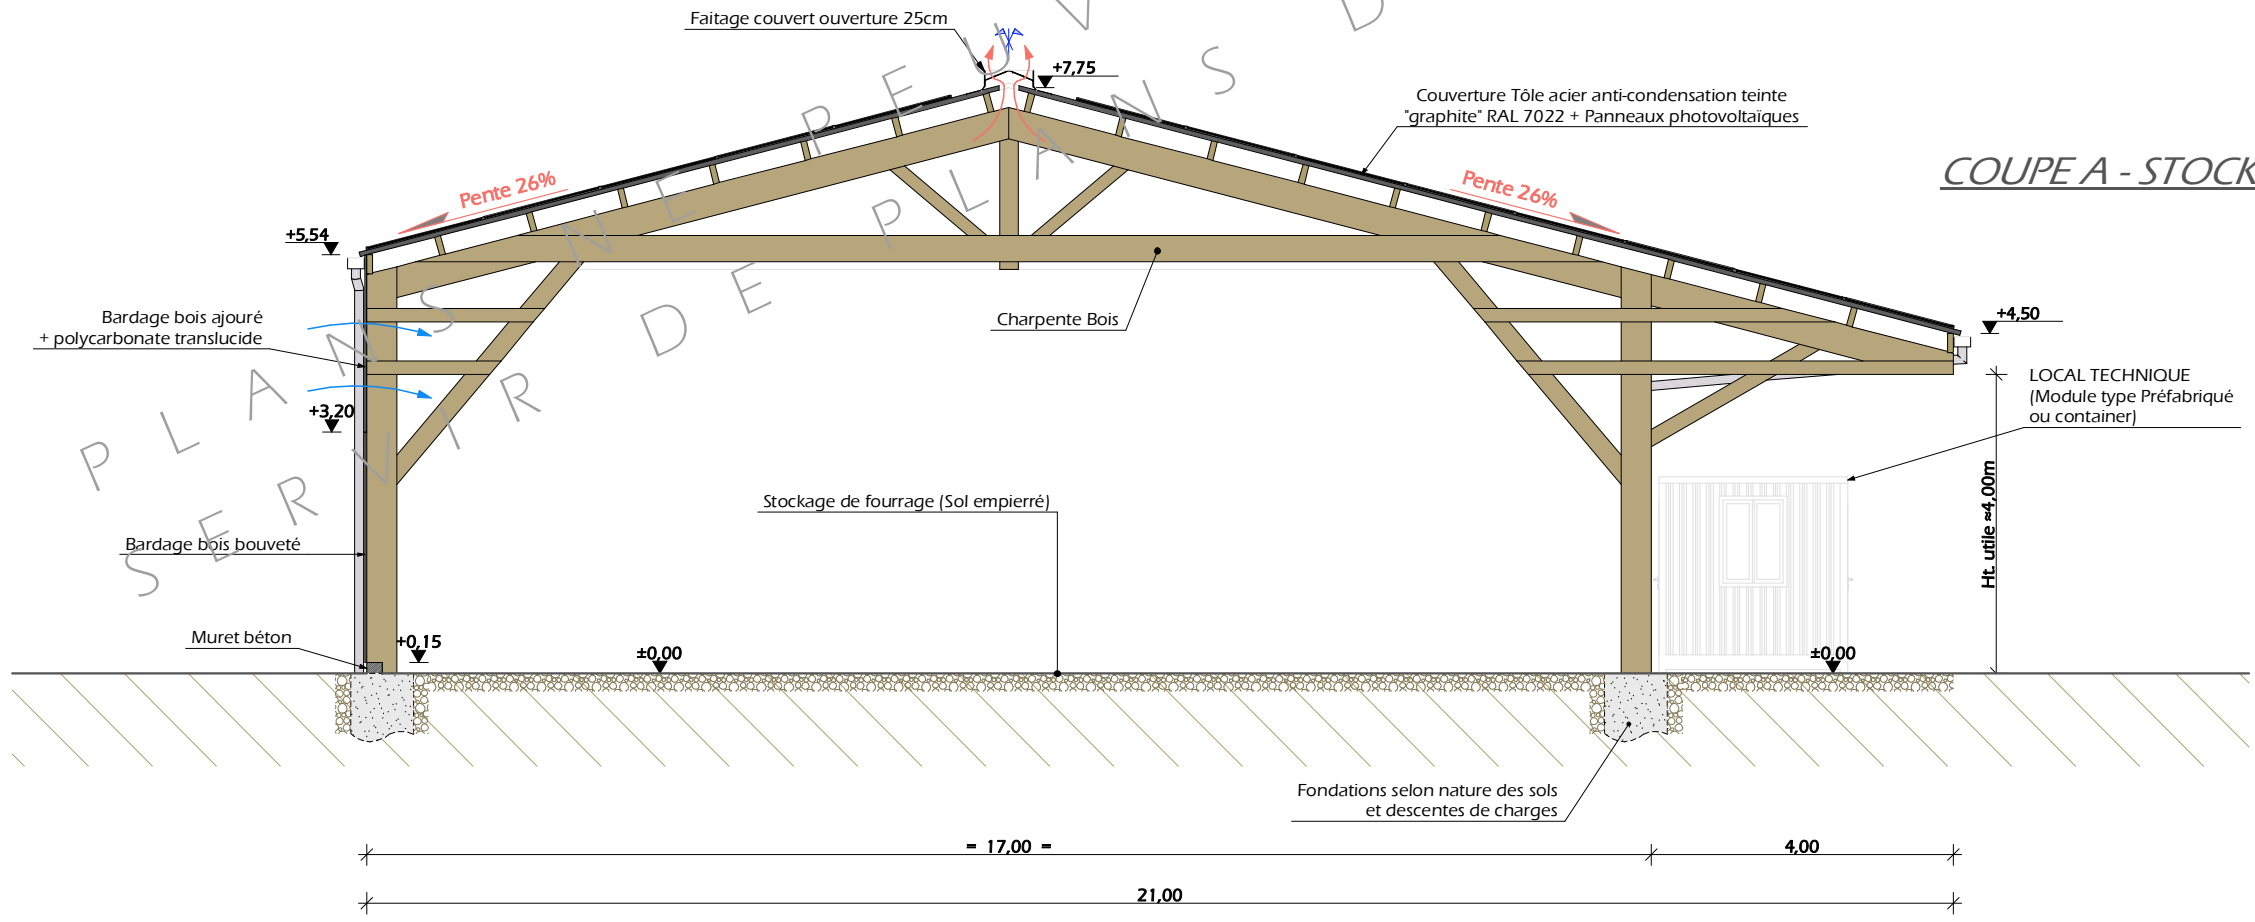 Faitage couvert ouverture 25cm
+7,75
Couverture Tôle acier anti-condensation teinte
"graphite" RAL 7022 + Panneaux photovoltaïques
COUPE A - STOCK
Pente 26%
Pente 26%
+5,54
Bardage bois ajouré
+ polycarbonate translucide
Charpente Bois
+4,50
LOCAL TECHNIQUE
(Module type Préfabriqué
ou container)
+3,20
Ht. utile ≈4,00m
Stockage de fourrage (Sol empierré)
Bardage bois bouveté
Muret béton
+0,15
±0,00
±0,00
Fondations selon nature des sols
et descentes de charges
= 17,00 =
4,00
21,00
PLANS NE PEUV
SERVIR DE PLANS D